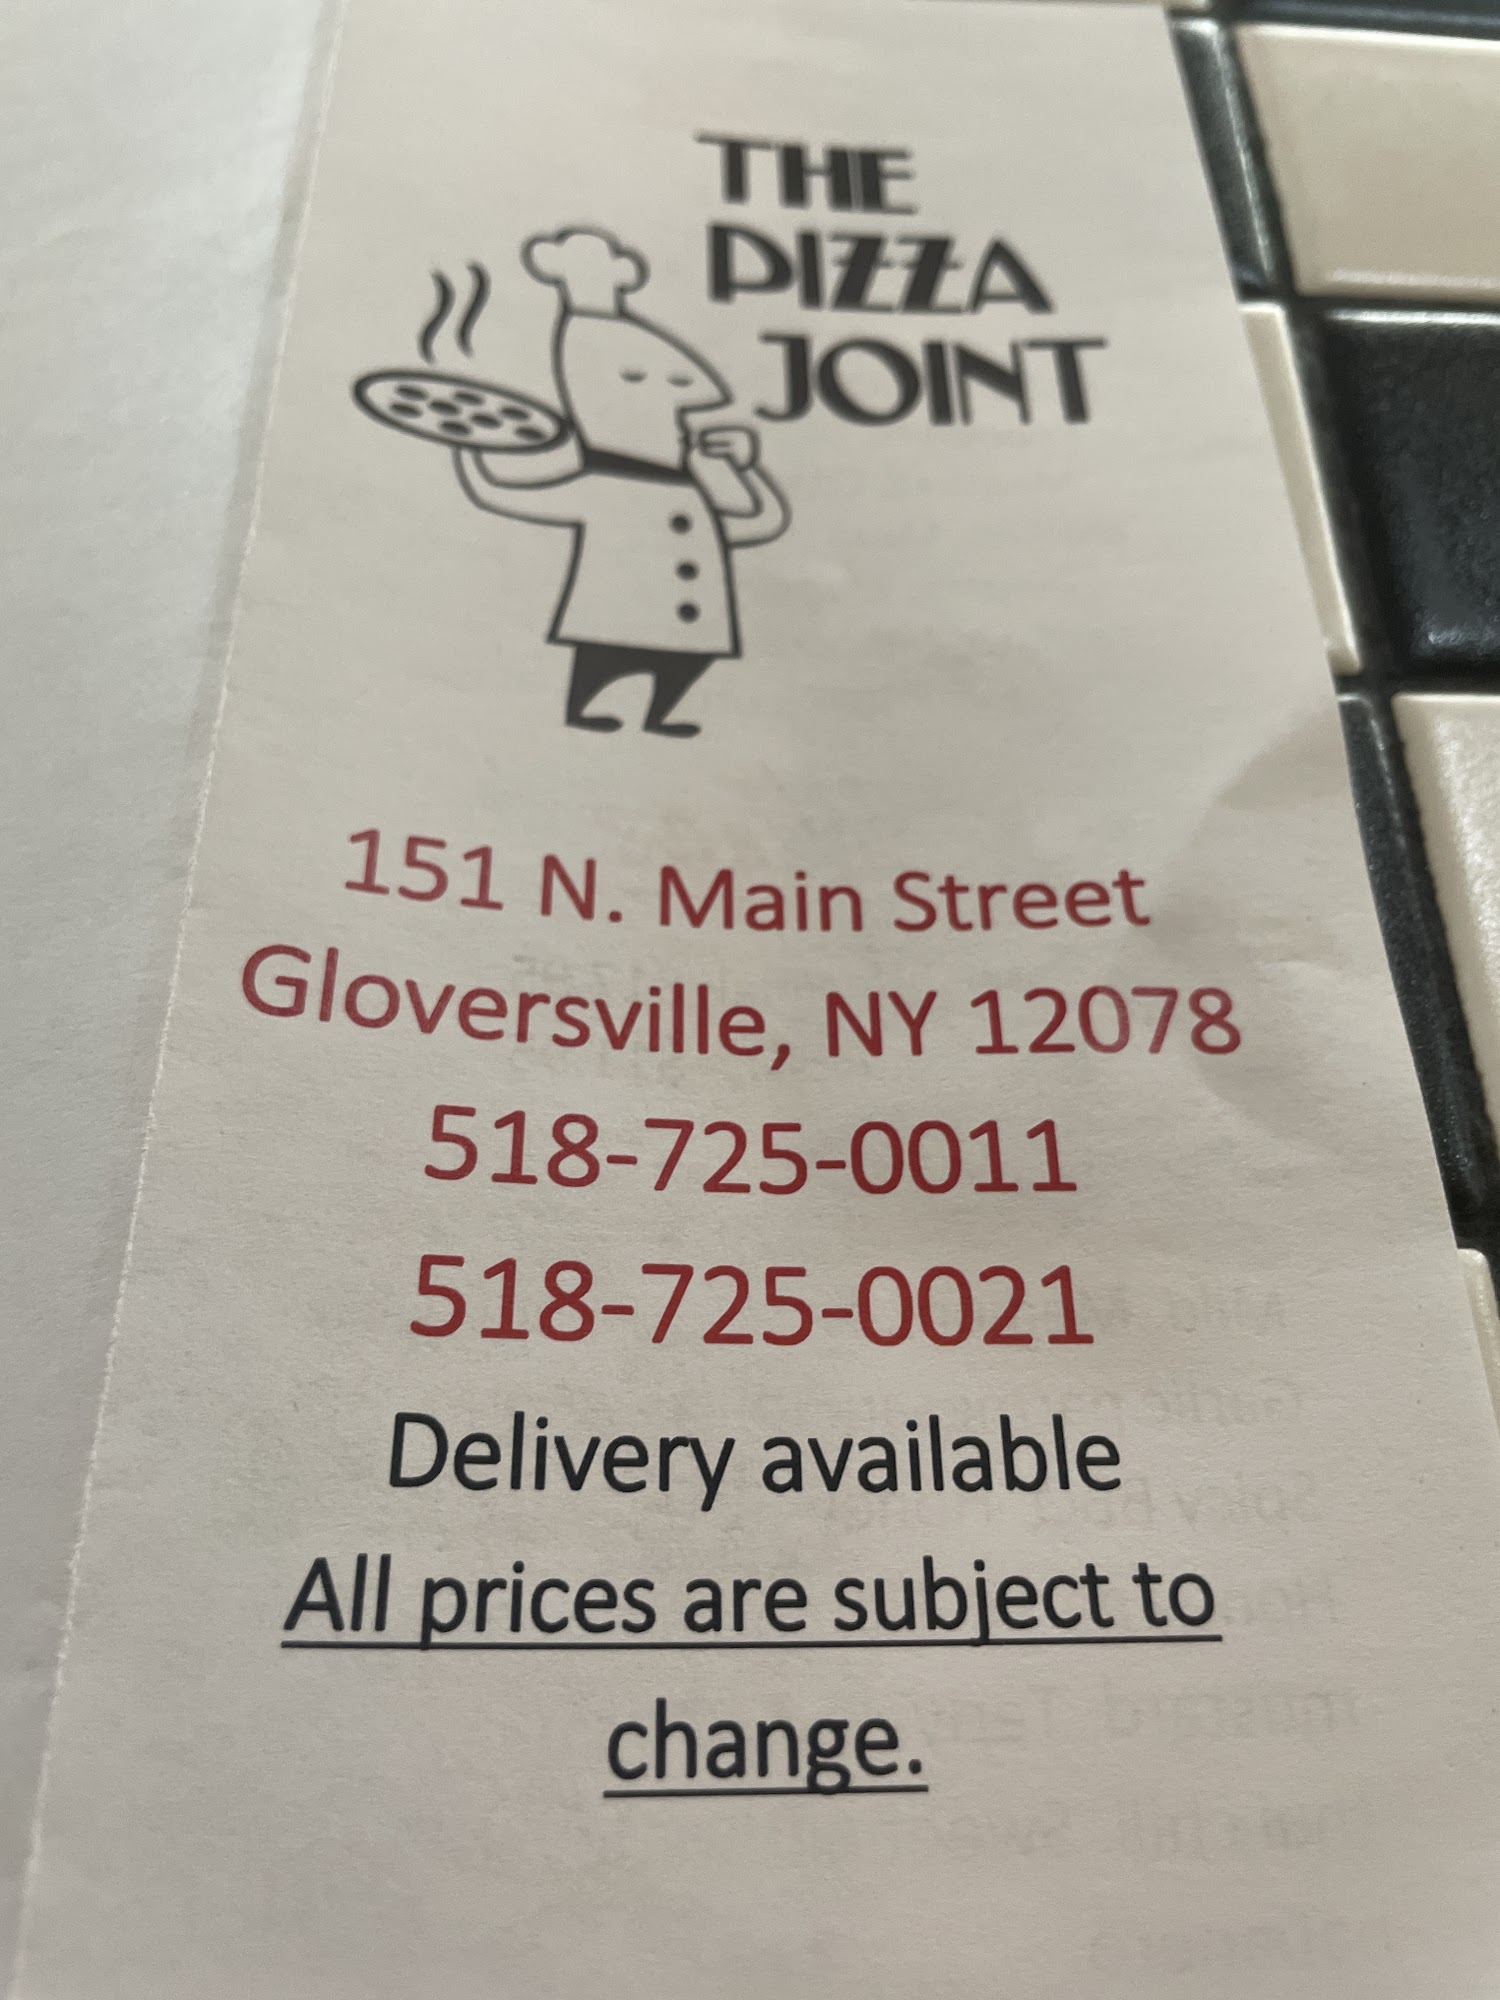 THE
PIZZA
JOINT
151 N. Main Street
Gloversville, NY 12078
518-725-0011
518-725-0021
Delivery available
All prices are subject to
change.